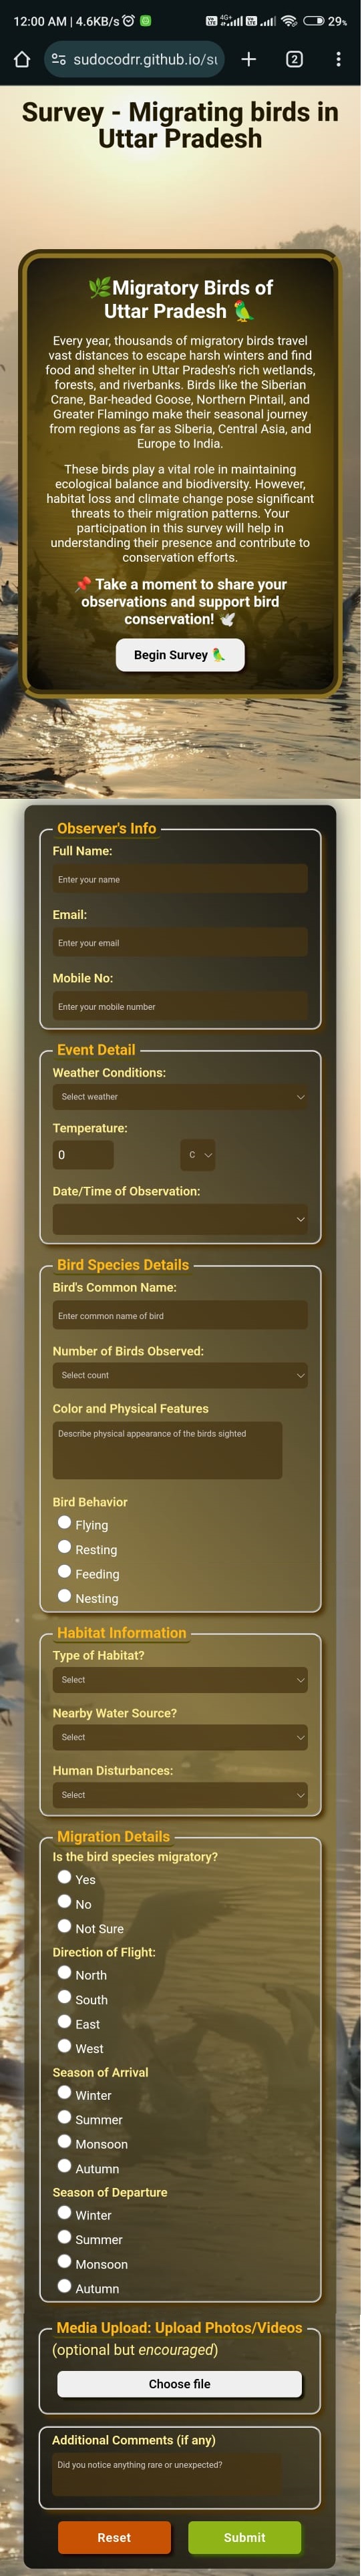 12:00 AM | 4.6KB/s
4G+
29%
sudocodrr.github.io/su
2
Survey - Migrating birds in
Uttar Pradesh
🌿Migratory Birds of
Uttar Pradesh 🦜
Every year, thousands of migratory birds travel
vast distances to escape harsh winters and find
food and shelter in Uttar Pradesh's rich wetlands,
forests, and riverbanks. Birds like the Siberian
Crane, Bar-headed Goose, Northern Pintail, and
Greater Flamingo make their seasonal journey
from regions as far as Siberia, Central Asia, and
Europe to India.
These birds play a vital role in maintaining
ecological balance and biodiversity. However,
habitat loss and climate change pose significant
threats to their migration patterns. Your
participation in this survey will help in
understanding their presence and contribute to
conservation efforts.
📌 Take a moment to share your
observations and support bird
conservation! 🕊️
Begin Survey 🦜
Observer's Info
Full Name:
Enter your name
Email:
Enter your email
Mobile No:
Enter your mobile number
Event Detail
Weather Conditions:
Select weather
Temperature:
0
C
Date/Time of Observation:
Bird Species Details
Bird's Common Name:
Enter common name of bird
Number of Birds Observed:
Select count
Color and Physical Features
Describe physical appearance of the birds sighted
Bird Behavior
Flying
Resting
Feeding
Nesting
Habitat Information
Type of Habitat?
Select
Nearby Water Source?
Select
Human Disturbances:
Select
Migration Details
Is the bird species migratory?
Yes
No
Not Sure
Direction of Flight:
North
South
East
West
Season of Arrival
Winter
Summer
Monsoon
Autumn
Season of Departure
Winter
Summer
Monsoon
Autumn
Media Upload: Upload Photos/Videos
(optional but encouraged)
Choose file
Additional Comments (if any)
Did you notice anything rare or unexpected?
Reset
Submit